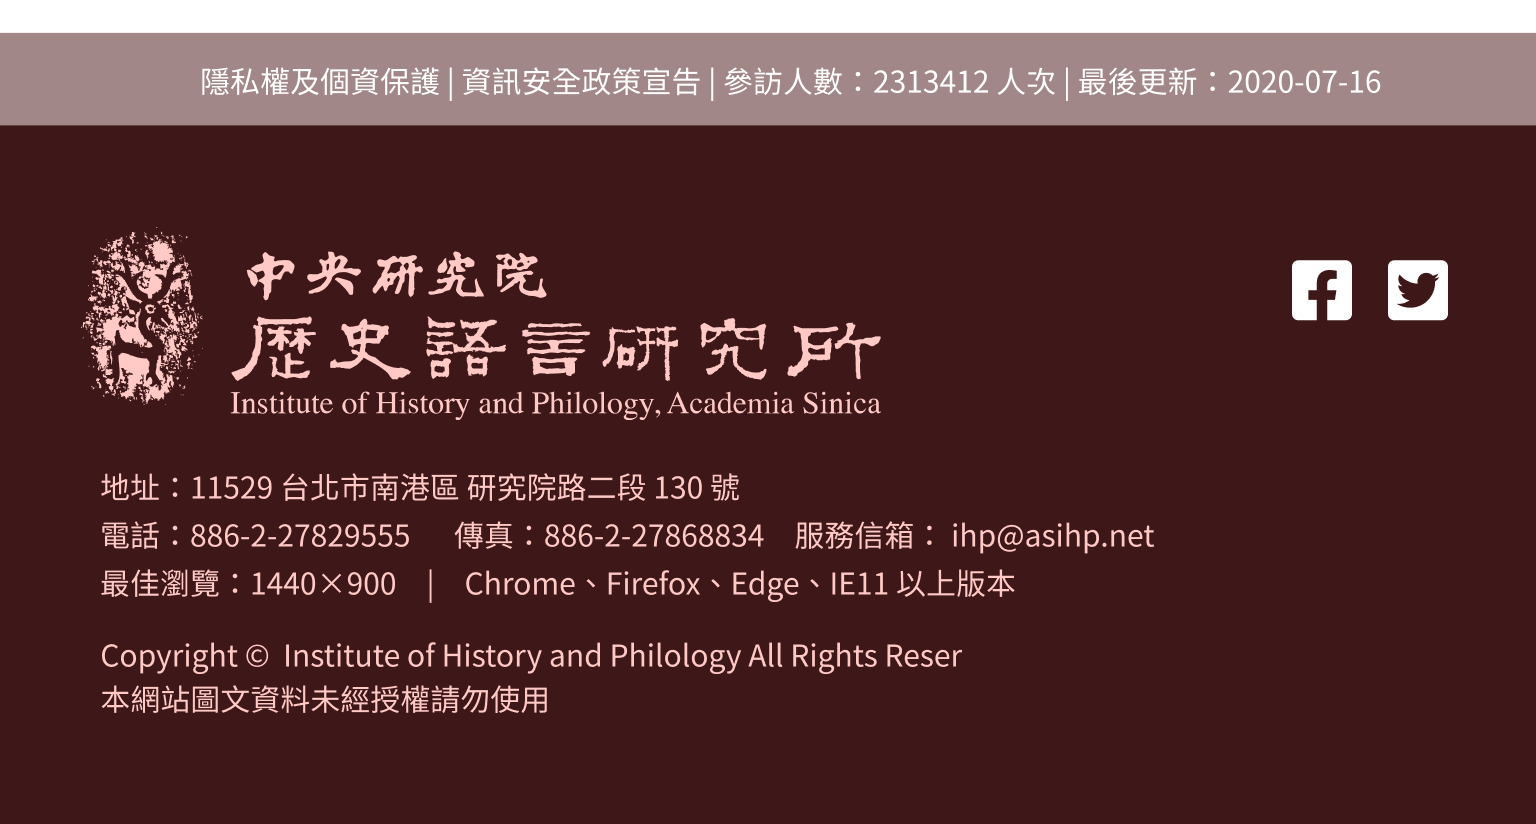 隱私權及個資保護 | 資訊安全政策宣告 | 參訪人數：2313412 人次 | 最後更新：2020-07-16
中央研究院
歷史語言研究所
Institute of History and Philology, Academia Sinica
地址：11529 台北市南港區 研究院路二段 130 號
電話：886-2-27829555 傳真：886-2-27868834 服務信箱： ihp@asihp.net
最佳瀏覽：1440×900 | Chrome、Firefox、Edge、IE11 以上版本
Copyright © Institute of History and Philology All Rights Reser
本網站圖文資料未經授權請勿使用